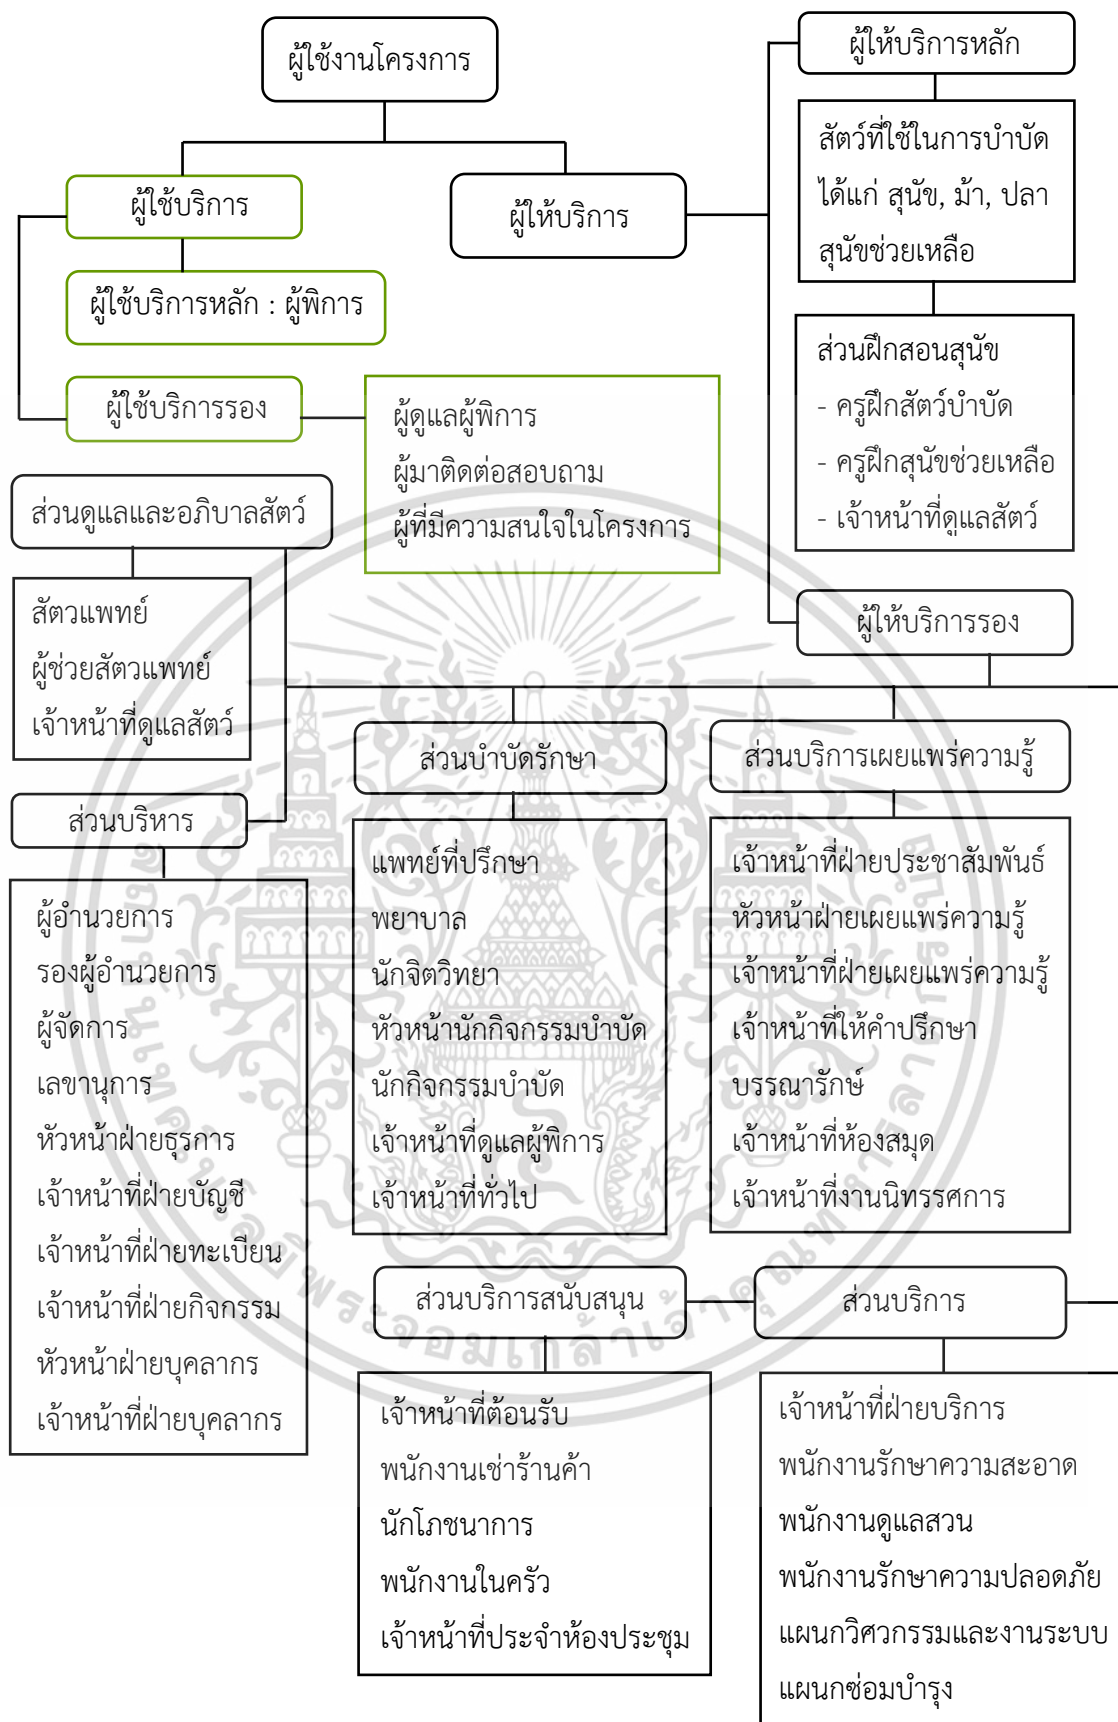 ผู้ใช้งานโครงการ
ผู้ใช้บริการ
ผู้ใช้บริการหลัก : ผู้พิการ
ผู้ใช้บริการรอง
ผู้ดูแลผู้พิการ
ผู้มาติดต่อสอบถาม
ผู้ที่มีความสนใจในโครงการ
ผู้ให้บริการ
ผู้ให้บริการหลัก
สัตว์ที่ใช้ในการบำบัด
ได้แก่ สุนัข, ม้า, ปลา
สุนัขช่วยเหลือ
ส่วนฝึกสอนสุนัข
- ครูฝึกสัตว์บำบัด
- ครูฝึกสุนัขช่วยเหลือ
- เจ้าหน้าที่ดูแลสัตว์
ผู้ให้บริการรอง
ส่วนดูแลและอภิบาลสัตว์
สัตวแพทย์
ผู้ช่วยสัตวแพทย์
เจ้าหน้าที่ดูแลสัตว์
ส่วนบริหาร
ผู้อำนวยการ
รองผู้อำนวยการ
ผู้จัดการ
เลขานุการ
หัวหน้าฝ่ายธุรการ
เจ้าหน้าที่ฝ่ายบัญชี
เจ้าหน้าที่ฝ่ายทะเบียน
เจ้าหน้าที่ฝ่ายกิจกรรม
หัวหน้าฝ่ายบุคลากร
เจ้าหน้าที่ฝ่ายบุคลากร
ส่วนบำบัดรักษา
แพทย์ที่ปรึกษา
พยาบาล
นักจิตวิทยา
หัวหน้านักกิจกรรมบำบัด
นักกิจกรรมบำบัด
เจ้าหน้าที่ดูแลผู้พิการ
เจ้าหน้าที่ทั่วไป
ส่วนบริการเผยแพร่ความรู้
เจ้าหน้าที่ฝ่ายประชาสัมพันธ์
หัวหน้าฝ่ายเผยแพร่ความรู้
เจ้าหน้าที่ฝ่ายเผยแพร่ความรู้
เจ้าหน้าที่ให้คำปรึกษา
บรรณารักษ์
เจ้าหน้าที่ห้องสมุด
เจ้าหน้าที่งานนิทรรศการ
ส่วนบริการสนับสนุน
เจ้าหน้าที่ต้อนรับ
พนักงานเช่าร้านค้า
นักโภชนาการ
พนักงานในครัว
เจ้าหน้าที่ประจำห้องประชุม
ส่วนบริการ
เจ้าหน้าที่ฝ่ายบริการ
พนักงานรักษาความสะอาด
พนักงานดูแลสวน
พนักงานรักษาความปลอดภัย
แผนกวิศวกรรมและงานระบบ
แผนกซ่อมบำรุง
สถาบันเทคโนโลยีพระจอมเกล้าเจ้าคุณทหารลาดกระบัง